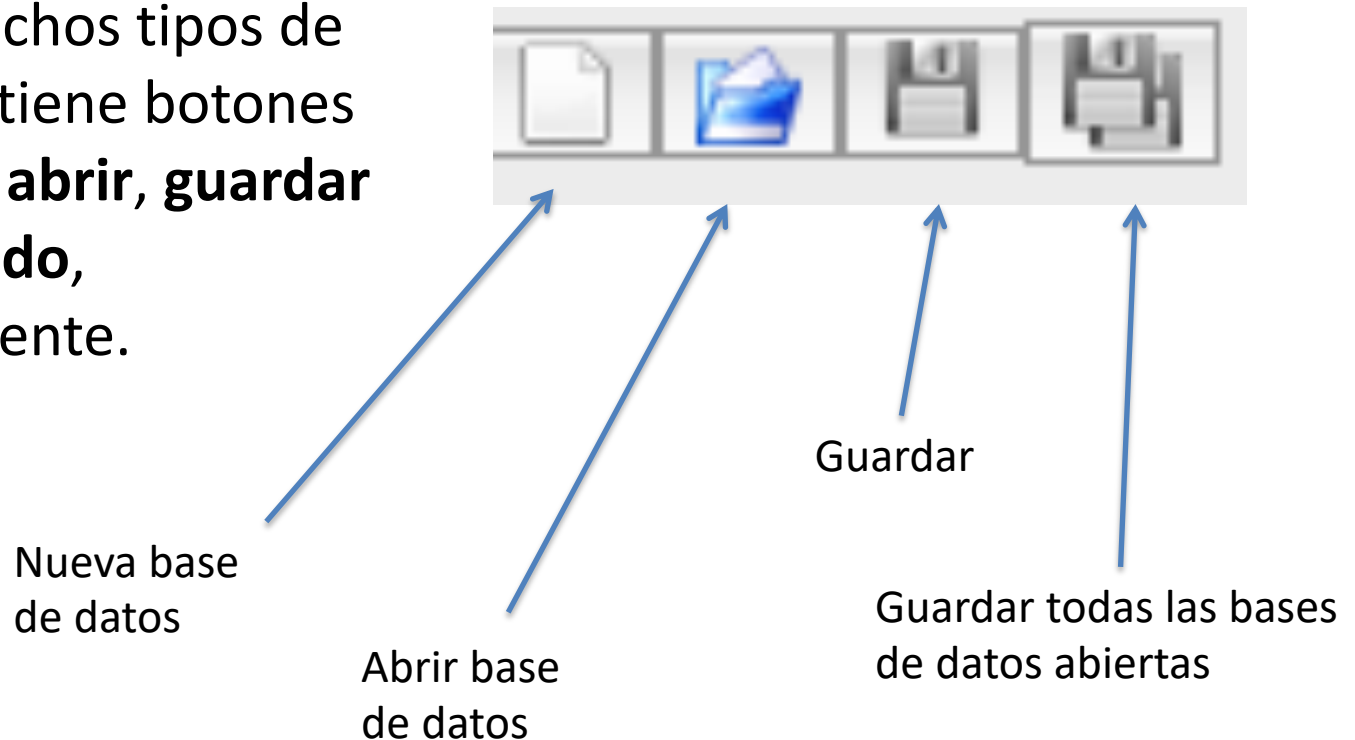 chos tipos de
tiene botones
abrir, guardar
do,
ente.
Guardar
Nueva base
de datos
Guardar todas las bases
de datos abiertas
Abrir base
de datos